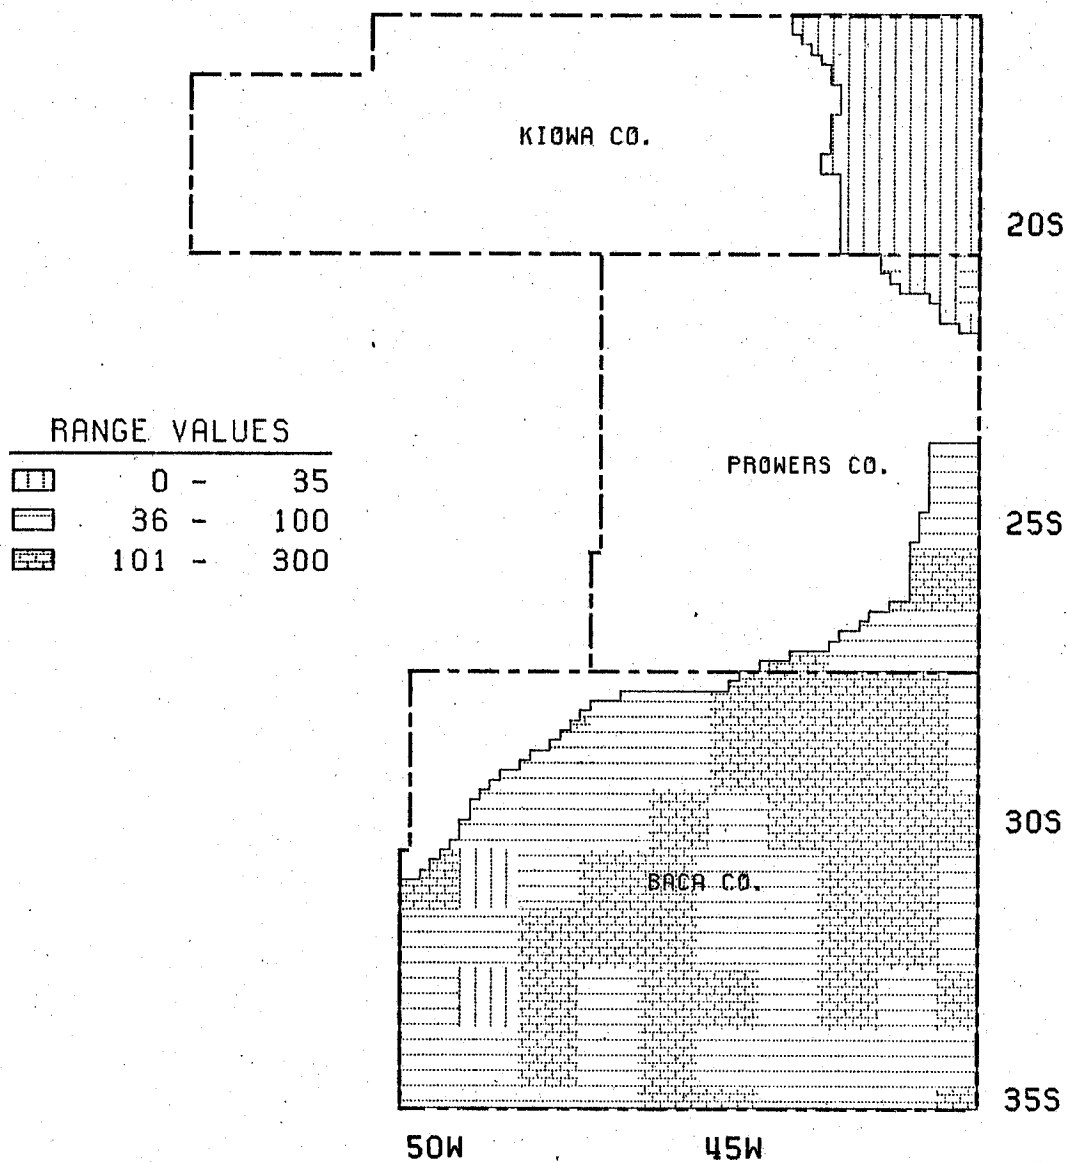 KIOWA CO.
20S
RANGE VALUES
0 - 35
36 - 100
101 - 300
PROWERS CO.
25S
30S
BACA CO.
35S
50W 45W